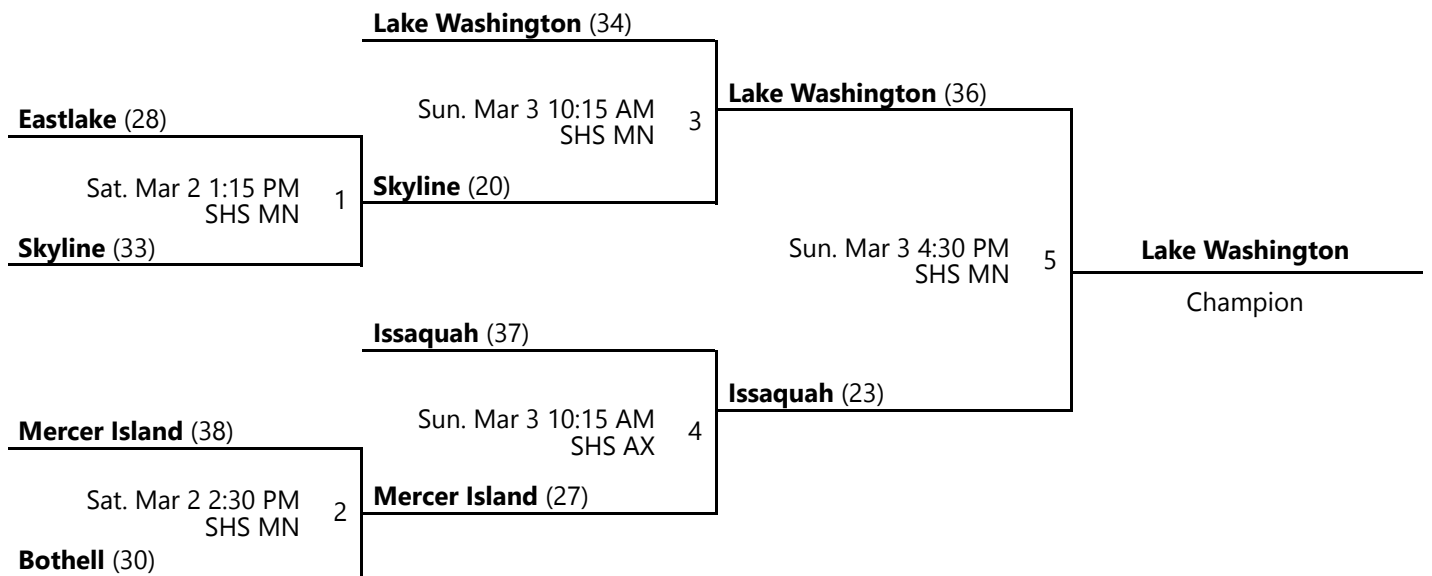 Lake Washington (34)
Lake Washington (36)
Sun. Mar 3 10:15 AM
SHS MN
3
Eastlake (28)
Sat. Mar 2 1:15 PM
SHS MN
1
Skyline (20)
Skyline (33)
Sun. Mar 3 4:30 PM
SHS MN
5
Lake Washington
Champion
Issaquah (37)
Issaquah (23)
Sun. Mar 3 10:15 AM
SHS AX
4
Mercer Island (38)
Sat. Mar 2 2:30 PM
SHS MN
2
Mercer Island (27)
Bothell (30)